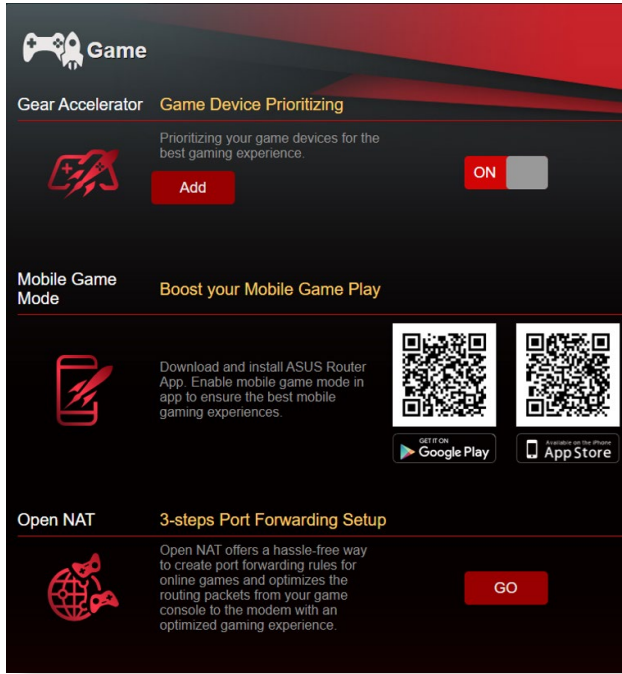 Game
Gear Accelerator
Game Device Prioritizing
Prioritizing your game devices for the
best gaming experience.
Add
ON
Mobile Game
Mode
Boost your Mobile Game Play
Download and install ASUS Router
App. Enable mobile game mode in
app to ensure the best mobile
gaming experiences.
GET IT ON
Google Play
Available on the iPhone
App Store
Open NAT
3-steps Port Forwarding Setup
Open NAT offers a hassle-free way
to create port forwarding rules for
online games and optimizes the
routing packets from your game
console to the modem with an
optimized gaming experience.
GO